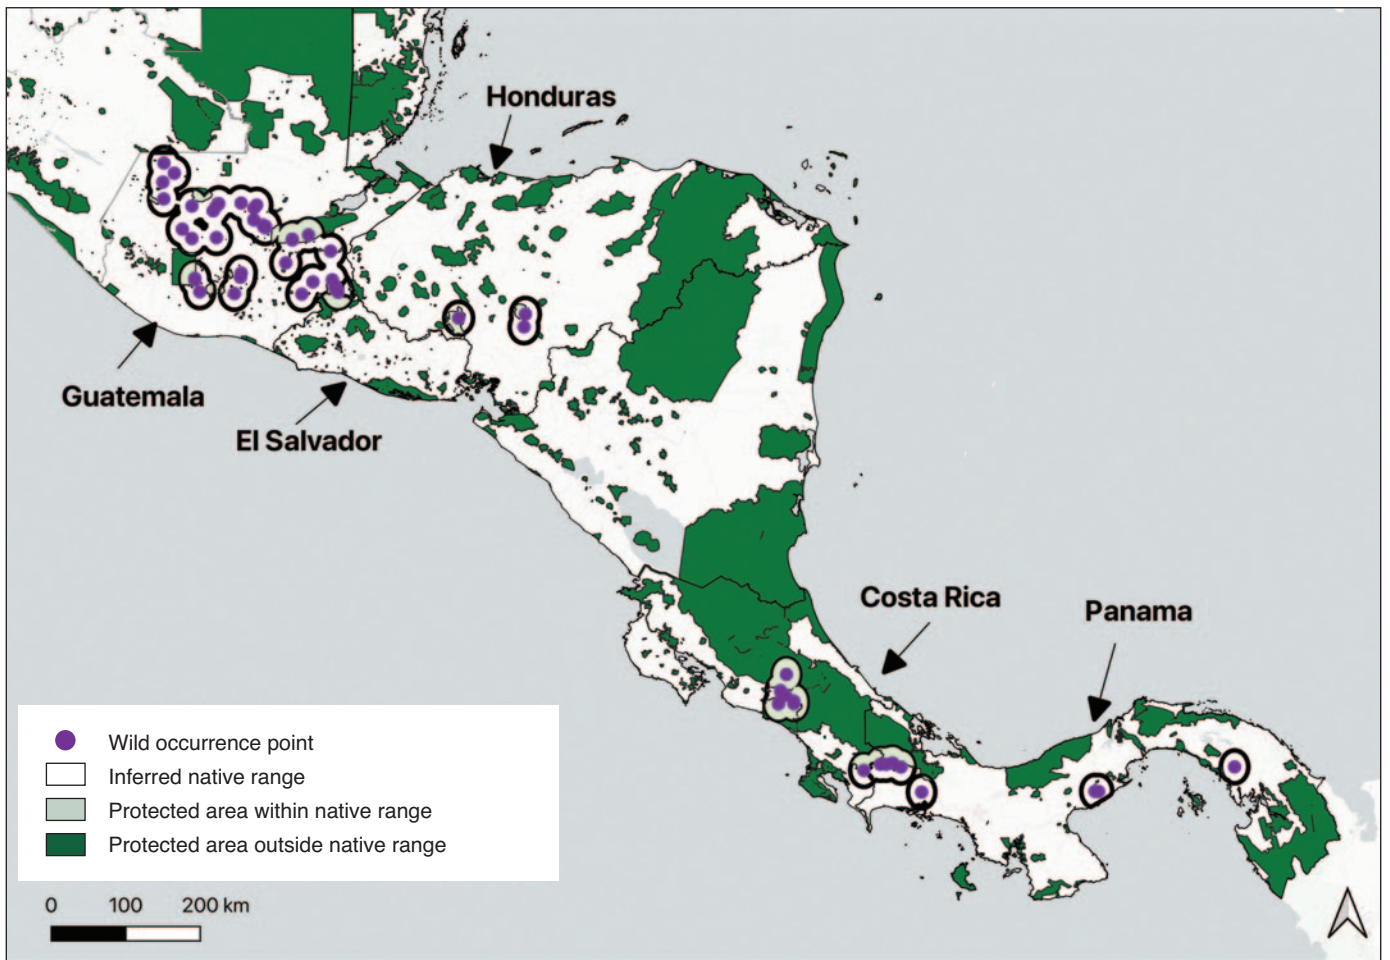 Honduras
Guatemala
El Salvador
Costa Rica
Panama
Wild occurrence point
Inferred native range
Protected area within native range
Protected area outside native range
0 100 200 km